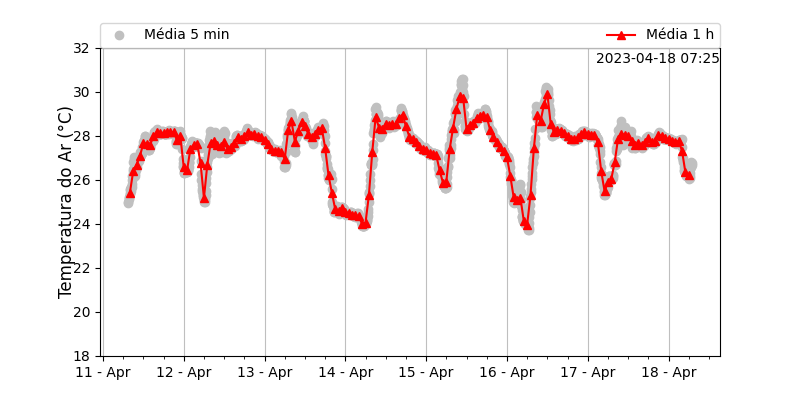 Média 5 min
Média 1 h
2023-04-18 07:25
Temperatura do Ar (°C)
32
30
28
26
24
22
20
18
11 - Apr
12 - Apr
13 - Apr
14 - Apr
15 - Apr
16 - Apr
17 - Apr
18 - Apr